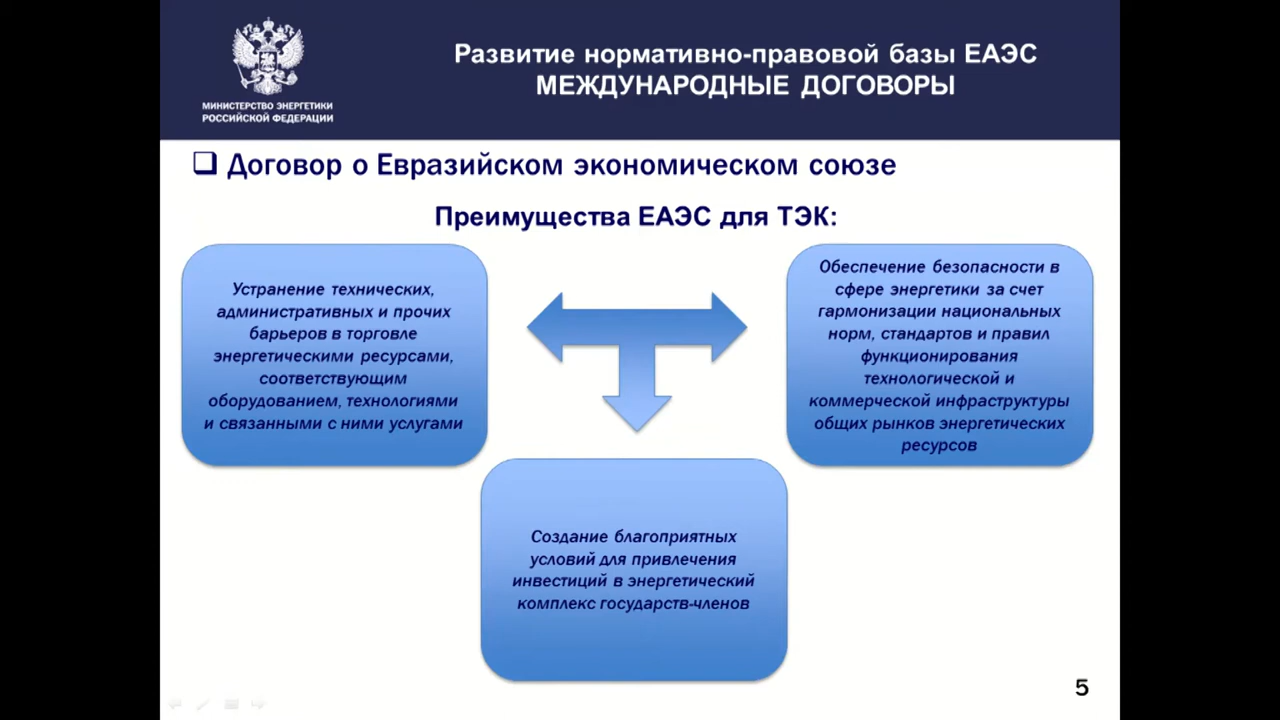 МИНИСТЕРСТВО ЭНЕРГЕТИКИ
РОССИЙСКОЙ ФЕДЕРАЦИИ
Развитие нормативно-правовой базы ЕАЭС
МЕЖДУНАРОДНЫЕ ДОГОВОРЫ
Договор о Евразийском экономическом союзе
Преимущества ЕАЭС для ТЭК:
Устранение технических,
административных и прочих
барьеров в торговле
энергетическими ресурсами,
соответствующим
оборудованием, технологиями
и связанными с ними услугами
Обеспечение безопасности в
сфере энергетики за счет
гармонизации национальных
норм, стандартов и правил
функционирования
технологической и
коммерческой инфраструктуры
общих рынков энергетических
ресурсов
Создание благоприятных
условий для привлечения
инвестиций в энергетический
комплекс государств-членов
5